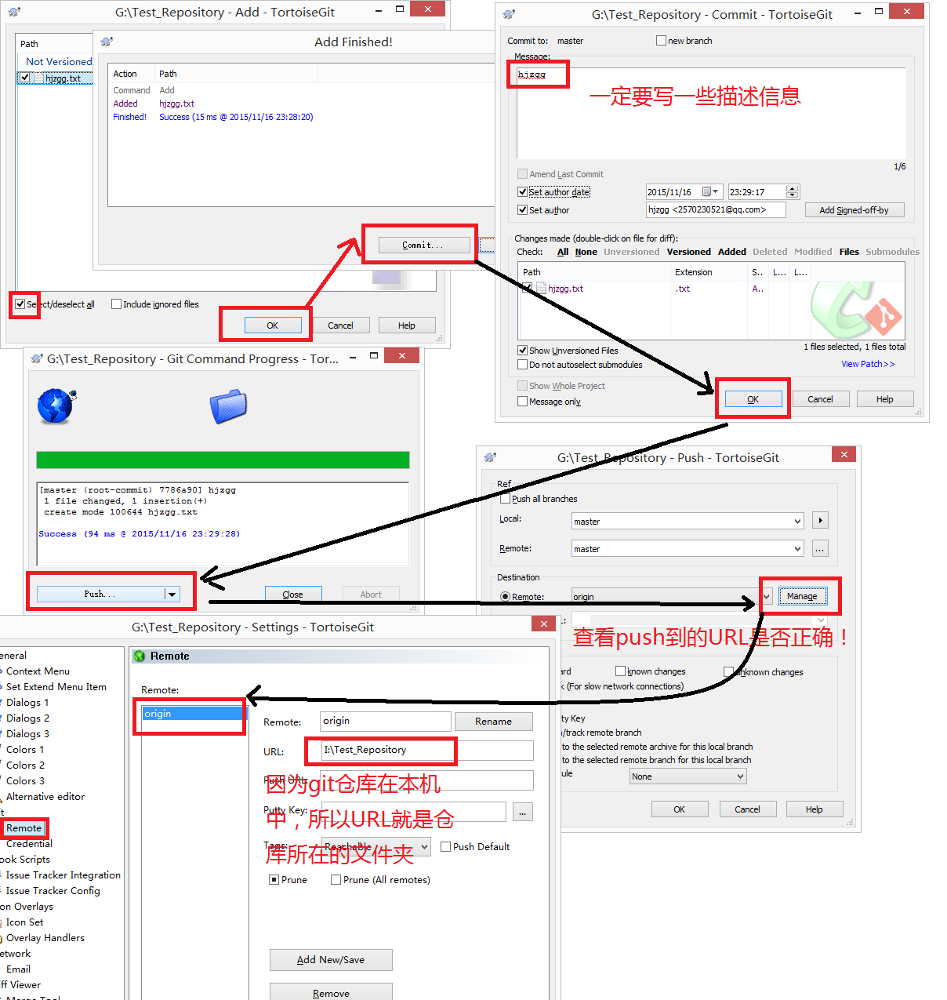 G:\Test_Repository - Add - TortoiseGit
Path
Not Versioned
hjzgg.txt
Select/deselect all
Include ignored files
OK
Cancel
Help
Add Finished!
Action Path
Command Add
Added hjzgg.txt
Finished! Success (15 ms @ 2015/11/16 23:28:20)
Commit...
G:\Test_Repository - Commit - TortoiseGit
Commit to: master
new branch
Message:
hjzgg
一定要写一些描述信息
1/6
Amend Last Commit
Set author date
2015/11/16
23:29:17
Set author
hjzgg <2570230521@qq.com>
Add Signed-off-by
Changes made (double-click on file for diff):
Check: All None Unversioned Versioned Added Deleted Modified Files Submodules
Path Extension S... L... L...
hjzgg.txt .txt A..
1 files selected, 1 files total
Show Unversioned Files
Do not autoselect submodules
View Patch>>
Show Whole Project
Message only
OK
Cancel
Help
G:\Test_Repository - Git Command Progress - Tor...
[master (root-commit) 7786a90] hjzgg
1 file changed, 1 insertion(+)
create mode 100644 hjzgg.txt
Success (94 ms @ 2015/11/16 23:29:28)
Push...
Close
Abort
G:\Test_Repository - Push - TortoiseGit
Ref
Push all branches
Local: master
Remote: master
...
Destination
Remote: origin
Manage
L:
查看push到的URL是否正确！
ard
known changes
unknown changes
k (For slow network connections)
ty Key
/track remote branch
to the selected remote archive for this local branch
to the selected remote branch for this local branch
ule
None
OK
Cancel
Help
G:\Test_Repository - Settings - TortoiseGit
eneral
Context Menu
Set Extend Menu Item
Dialogs 1
Dialogs 2
Dialogs 3
Colors 1
Colors 2
Colors 3
Alternative editor
it
Remote
Credential
ook Scripts
Issue Tracker Integration
Issue Tracker Config
on Overlays
Icon Set
Overlay Handlers
etwork
Email
iff Viewer
Merge Tool
Remote
Remote:
origin
Remote: origin
Rename
URL: I:\Test_Repository
Push URL:
Putty Key:
...
因为git仓库在本机
中，所以URL就是仓
库所在的文件夹
Tags: Reachable
Push Default
Prune
Prune (All remotes)
Add New/Save
Remove